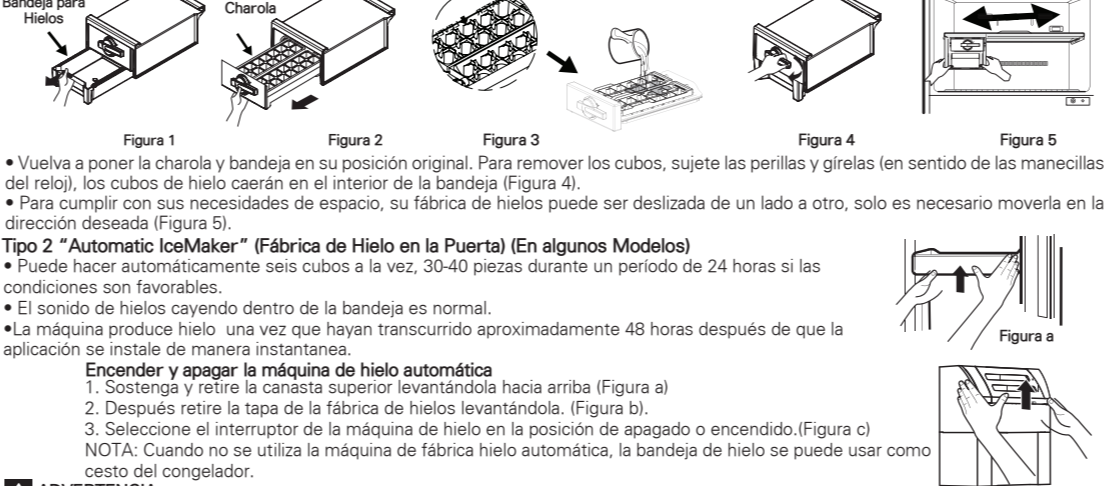 Bandeja para
Hielos
Charola
Figura 1
Figura 2
Figura 3
Figura 4
Figura 5
• Vuelva a poner la charola y bandeja en su posición original. Para remover los cubos, sujete las perillas y gírelas (en sentido de las manecillas
del reloj), los cubos de hielo caerán en el interior de la bandeja (Figura 4).
• Para cumplir con sus necesidades de espacio, su fábrica de hielos puede ser deslizada de un lado a otro, solo es necesario moverla en la
dirección deseada (Figura 5).
Tipo 2 “Automatic IceMaker” (Fábrica de Hielo en la Puerta) (En algunos Modelos)
• Puede hacer automáticamente seis cubos a la vez, 30-40 piezas durante un período de 24 horas si las
condiciones son favorables.
• El sonido de hielos cayendo dentro de la bandeja es normal.
•La máquina produce hielo una vez que hayan transcurrido aproximadamente 48 horas después de que la
aplicación se instale de manera instantanea.
Figura a
Encender y apagar la máquina de hielo automática
1. Sostenga y retire la canasta superior levantándola hacia arriba (Figura a)
2. Después retire la tapa de la fábrica de hielos levantándola. (Figura b).
3. Seleccione el interruptor de la máquina de hielo en la posición de apagado o encendido.(Figura c)
NOTA: Cuando no se utiliza la máquina de fábrica hielo automática, la bandeja de hielo se puede usar como
cesto del congelador.
ADVERTENCIA